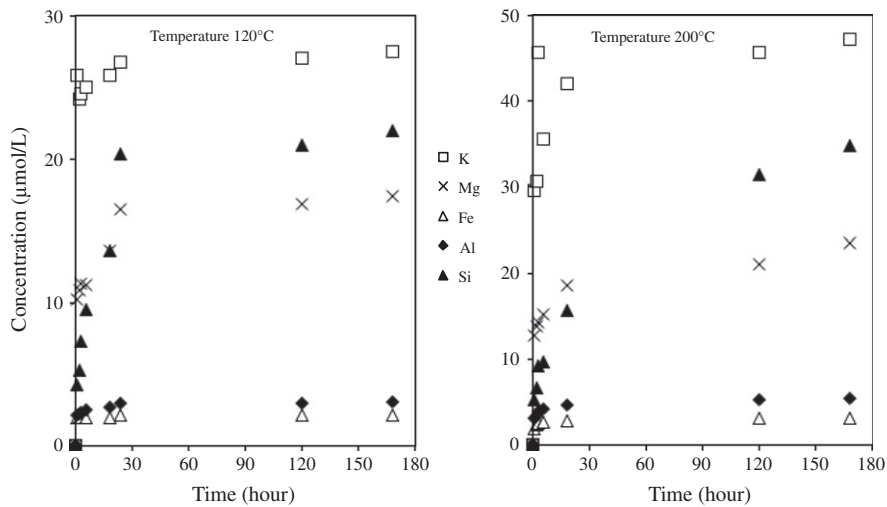 Temperature 120°C
30
20
10
0
0
30
60
90
120
150
180
Time (hour)
Concentration (µmol/L)
K
Mg
Fe
Al
Si
Temperature 200°C
50
40
30
20
10
0
0
30
60
90
120
150
180
Time (hour)